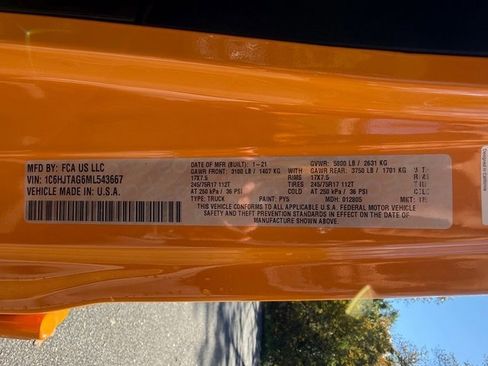 MFD BY: FCA US LLC
VIN: 1C6HJTAG6ML543667
VEHICLE MADE IN: U.S.A.
DATE OF MFR (BUILT): 1-21 GVWR: 5800 LB / 2631 KG
GAWR FRONT: 3100 LB / 1407 KG WITH GAWR REAR: 3750 LB / 1701 KG
17X7.5 RIMS 17X7.5
245/75R17 112T TIRES 245/75R17 112T
AT 250 kPa / 36 PSI COLD AT 250 kPa / 36 PSI
TYPE: TRUCK PAINT: PY5 MDH: 012805 MKT:
THIS VEHICLE CONFORMS TO ALL APPLICABLE U.S.A. FEDERAL MOTOR VEHICLE
SAFETY AND THEFT PREVENTION STANDARDS IN EFFECT ON THE DATE OF
MANUFACTURE SHOWN ABOVE.